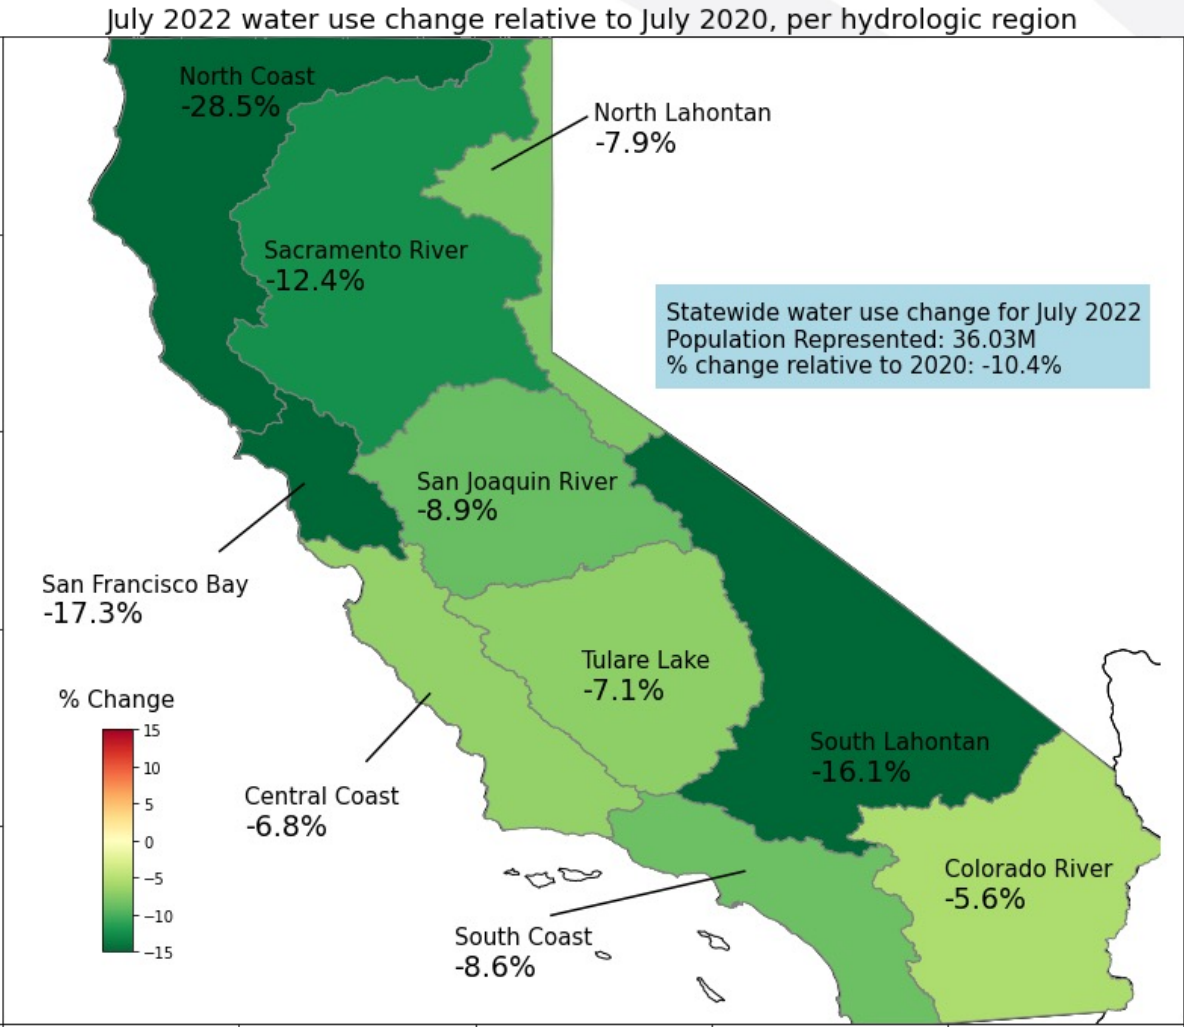 July 2022 water use change relative to July 2020, per hydrologic region
North Coast
-28.5%
North Lahontan
-7.9%
Sacramento River
-12.4%
Statewide water use change for July 2022
Population Represented: 36.03M
% change relative to 2020: -10.4%
San Joaquin River
-8.9%
San Francisco Bay
-17.3%
Tulare Lake
-7.1%
% Change
15
10
5
0
−5
−10
−15
South Lahontan
-16.1%
Central Coast
-6.8%
Colorado River
-5.6%
South Coast
-8.6%